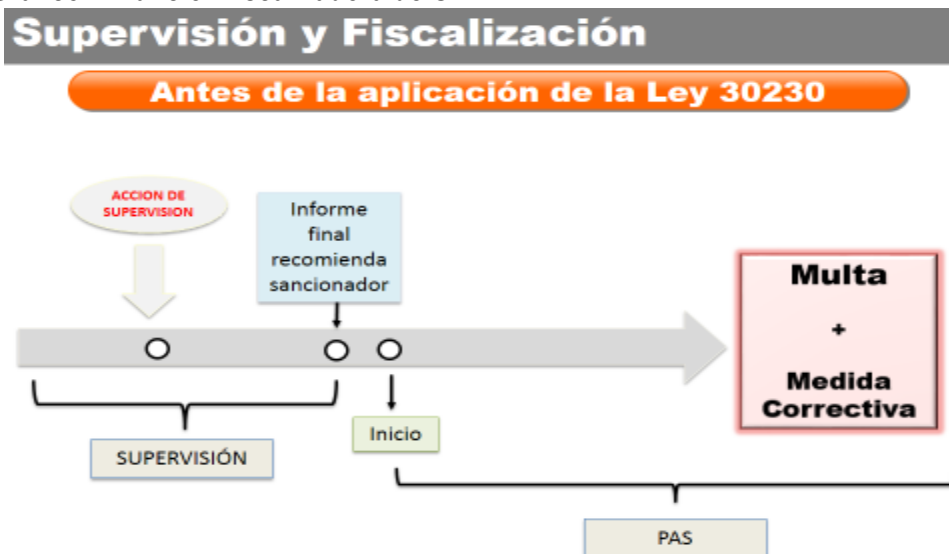 Supervisión y Fiscalización
Antes de la aplicación de la Ley 30230
ACCION DE
SUPERVISION
Informe
final
recomienda
sancionador
Multa
+
Medida
Correctiva
Inicio
SUPERVISIÓN
PAS